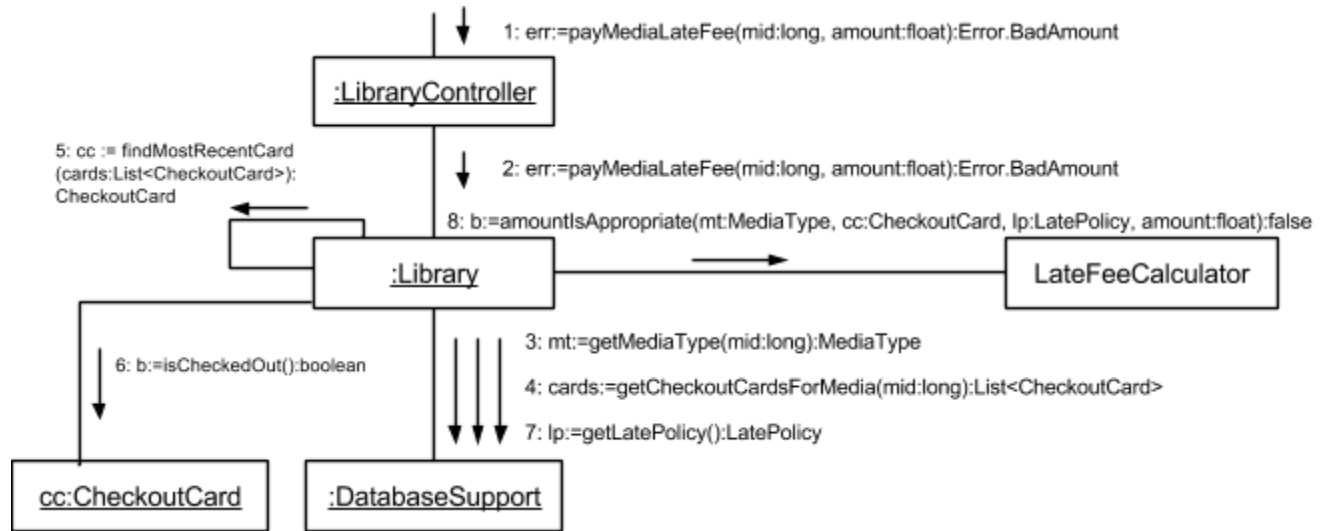 1: err:=payMediaLateFee(mid:long, amount:float):Error.BadAmount
:LibraryController
5: cc := findMostRecentCard
(cards:List<CheckoutCard>):
CheckoutCard
2: err:=payMediaLateFee(mid:long, amount:float):Error.BadAmount
8: b:=amountIsAppropriate(mt:MediaType, cc:CheckoutCard, lp:LatePolicy, amount:float):false
:Library
LateFeeCalculator
3: mt:=getMediaType(mid:long):MediaType
6: b:=isCheckedOut():boolean
4: cards:=getCheckoutCardsForMedia(mid:long):List<CheckoutCard>
7: lp:=getLatePolicy():LatePolicy
cc:CheckoutCard
:DatabaseSupport